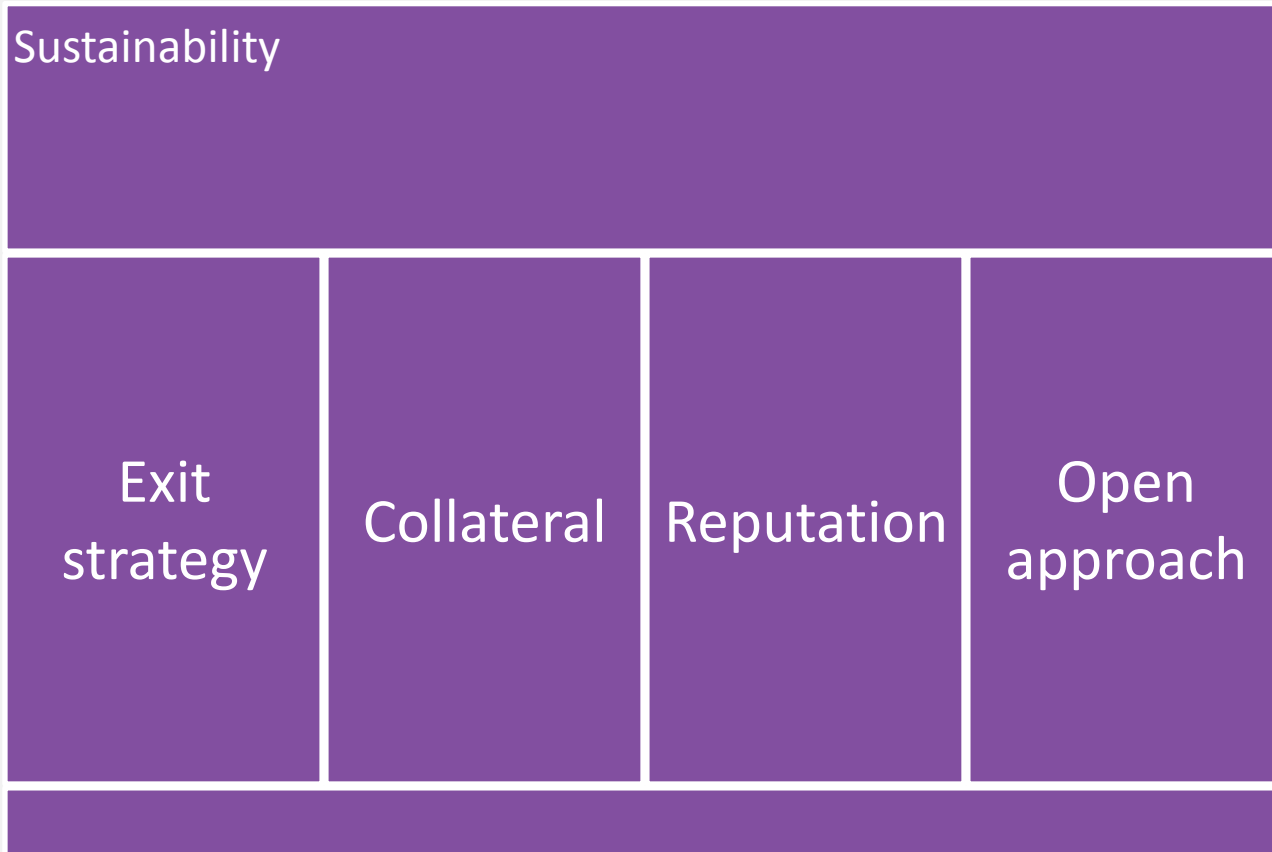 Sustainability
Exit
strategy
Collateral
Reputation
Open
approach